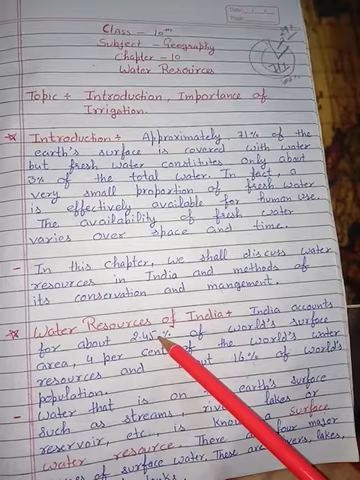 Class - 10th
Subject - Geography
Chapter - 10
Water Resources
Topic ÷ Introduction, Importance of
Irrigation.
Introduction ÷ Approximately 71% of the
earth's surface is covered with water
but fresh water constitutes only about
3% of the total water. In fact, a
very small proportion of fresh water
is effectively available for human use.
The availability of fresh water
varies over space and time.
- In this chapter, we shall discuss water
resources in India and methods of
its conservation and mangement.
Water Resources of India ÷ India accounts
for about 2.45% of world's surface
area, 4 per cent of the world's water
resources and about 16% of world's
population.
- Water that is on earth's surface
such as streams, river, lakes or
reservoir, etc., is known a surface
water resource. There are four major
of surface water. These are rivers, lakes,